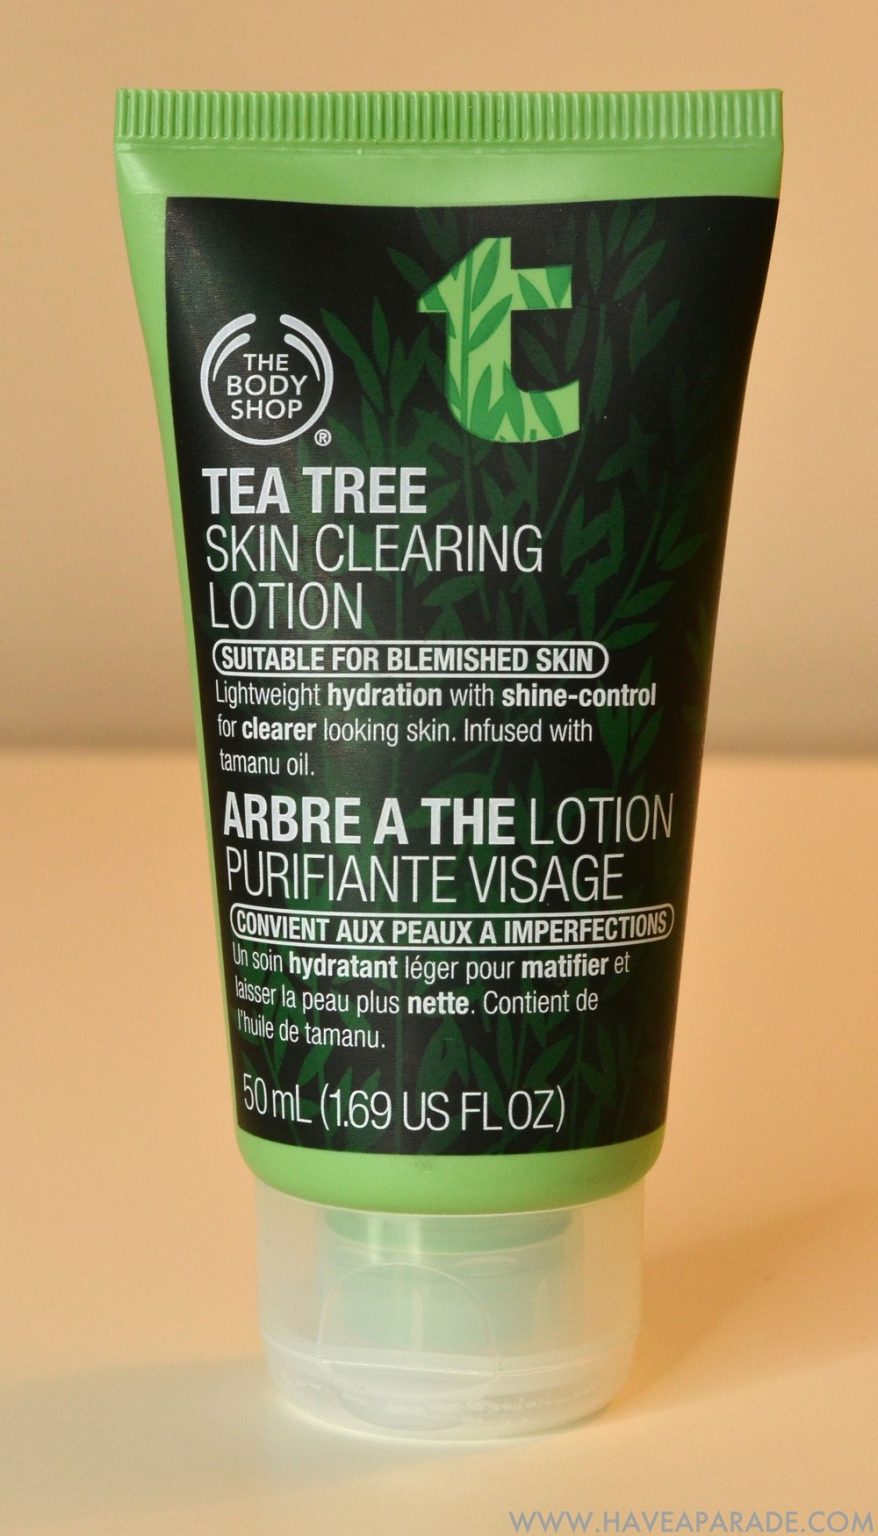 t
THE
BODY
SHOP
®
TEA TREE
SKIN CLEARING
LOTION
SUITABLE FOR BLEMISHED SKIN
Lightweight hydration with shine-control
for clearer looking skin. Infused with
tamanu oil.
ARBRE A THE LOTION
PURIFIANTE VISAGE
CONVIENT AUX PEAUX A IMPERFECTIONS
Un soin hydratant léger pour matifier et
laisser la peau plus nette. Contient de
l'huile de tamanu.
50 mL (1.69 US FL OZ)
WWW.HAVEAPARADE.COM